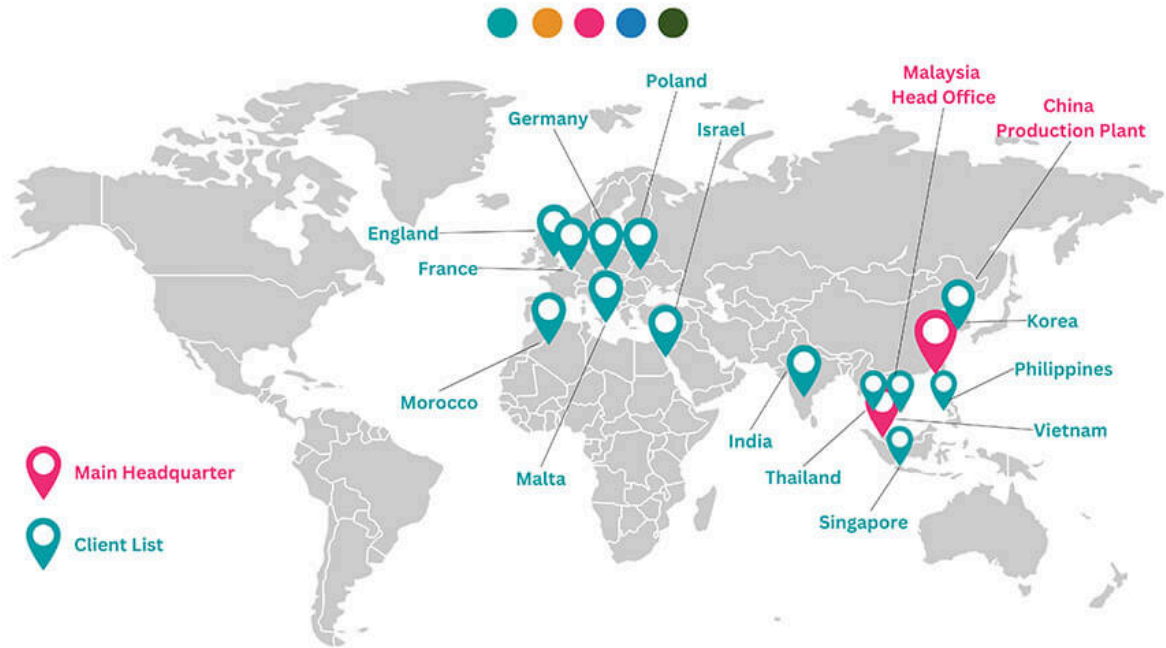 Poland
Malaysia
Head Office
China
Production Plant
Germany
Israel
England
France
Korea
Philippines
Morocco
Vietnam
India
Malta
Thailand
Singapore
Main Headquarter
Client List